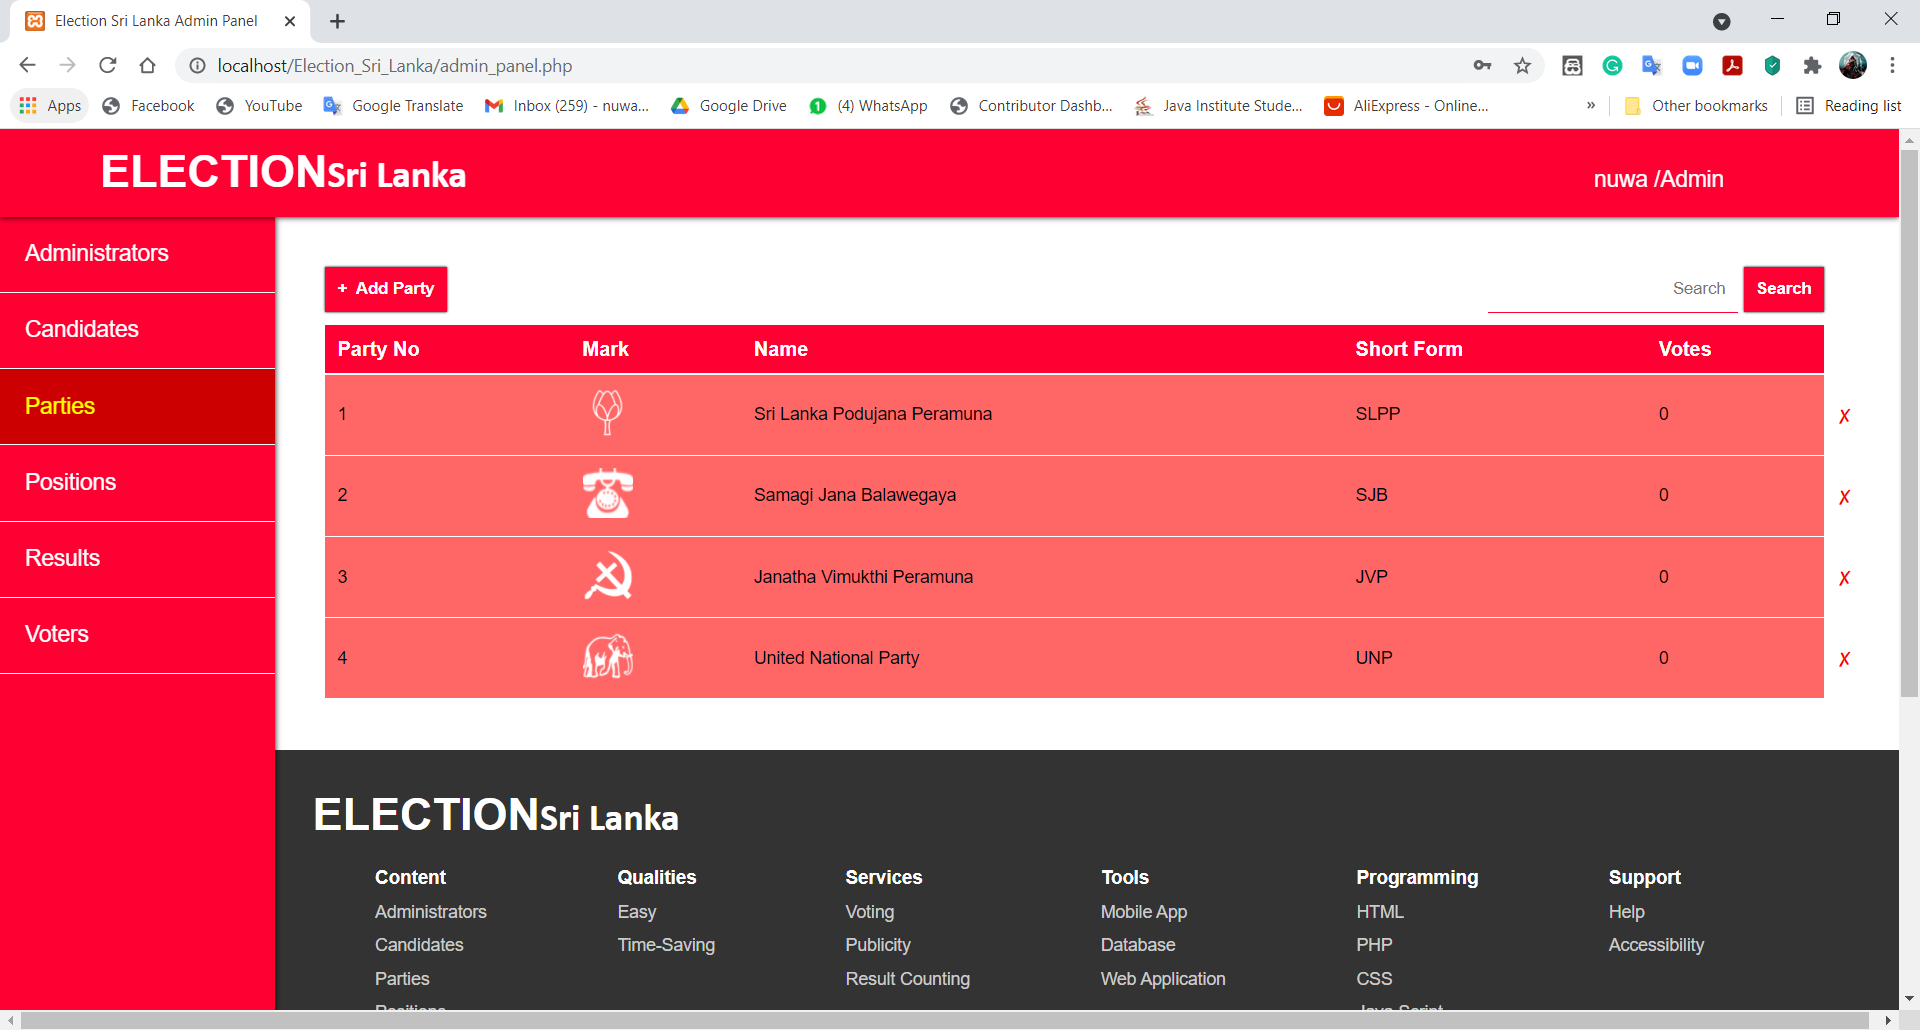 Election Sri Lanka Admin Panel
localhost/Election_Sri_Lanka/admin_panel.php
Apps Facebook YouTube Google Translate Inbox (259) - nuwa... Google Drive (4) WhatsApp Contributor Dashb... Java Institute Stude... AliExpress - Online... » Other bookmarks Reading list
ELECTIONSri Lanka
nuwa /Admin
Administrators
Candidates
Parties
Positions
Results
Voters
+ Add Party
Search Search
Party No Mark Name Short Form Votes
1 Sri Lanka Podujana Peramuna SLPP 0 ✗
2 Samagi Jana Balawegaya SJB 0 ✗
3 Janatha Vimukthi Peramuna JVP 0 ✗
4 United National Party UNP 0 ✗
ELECTIONSri Lanka
Content Qualities Services Tools Programming Support
Administrators Easy Voting Mobile App HTML Help
Candidates Time-Saving Publicity Database PHP Accessibility
Parties Result Counting Web Application CSS
Positions Java Script